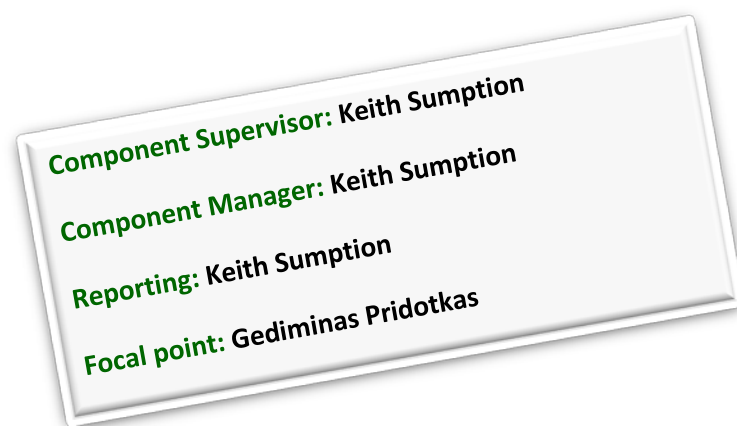 Component Supervisor: Keith Sumption
Component Manager: Keith Sumption
Reporting: Keith Sumption
Focal point: Gediminas Pridotkas